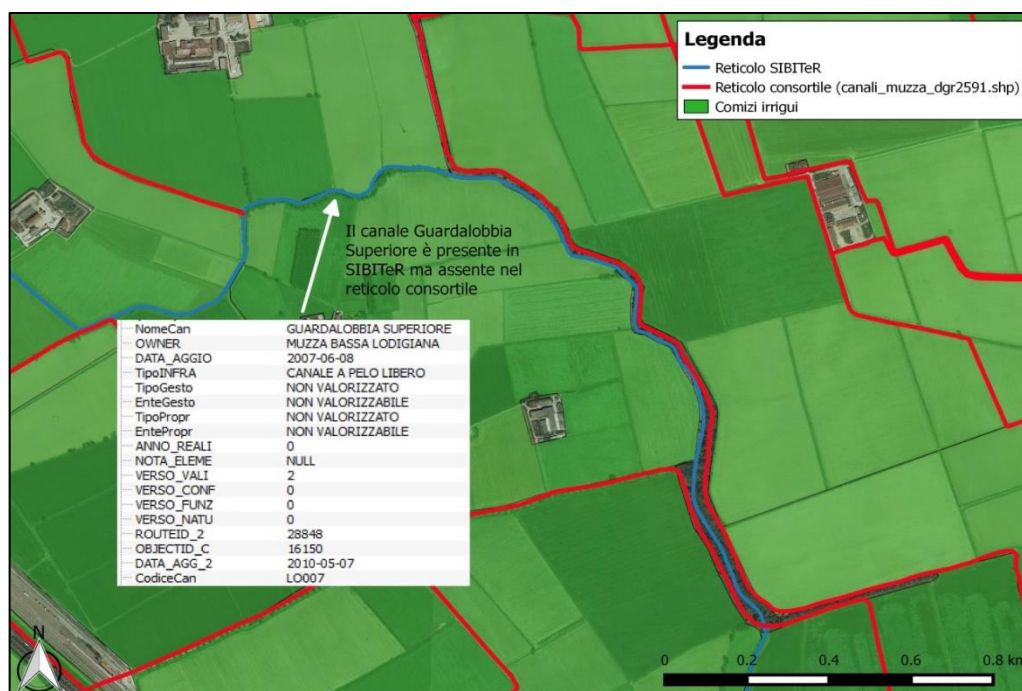 Legenda
Reticolo SIBITeR
Reticolo consortile (canali_muzza_dgr2591.shp)
Comizi irrigui
Il canale Guardalobbia
Superiore è presente in
SIBITeR ma assente nel
reticolo consortile
NomeCan GUARDALOBBIA SUPERIORE
OWNER MUZZA BASSA LODIGIANA
DATA_AGGIO 2007-06-08
TipoINFRA CANALE A PELO LIBERO
TipoGesto NON VALORIZZATO
EnteGesto NON VALORIZZABILE
TipoPropr NON VALORIZZATO
EntePropr NON VALORIZZABILE
ANNO_REALI 0
NOTA_ELEME NULL
VERSO_VALI 2
VERSO_CONF 0
VERSO_FUNZ 0
VERSO_NATU 0
ROUTEID_2 28848
OBJECTID_C 16150
DATA_AGG_2 2010-05-07
CodiceCan LO007
N
0 0.2 0.4 0.6 0.8 km